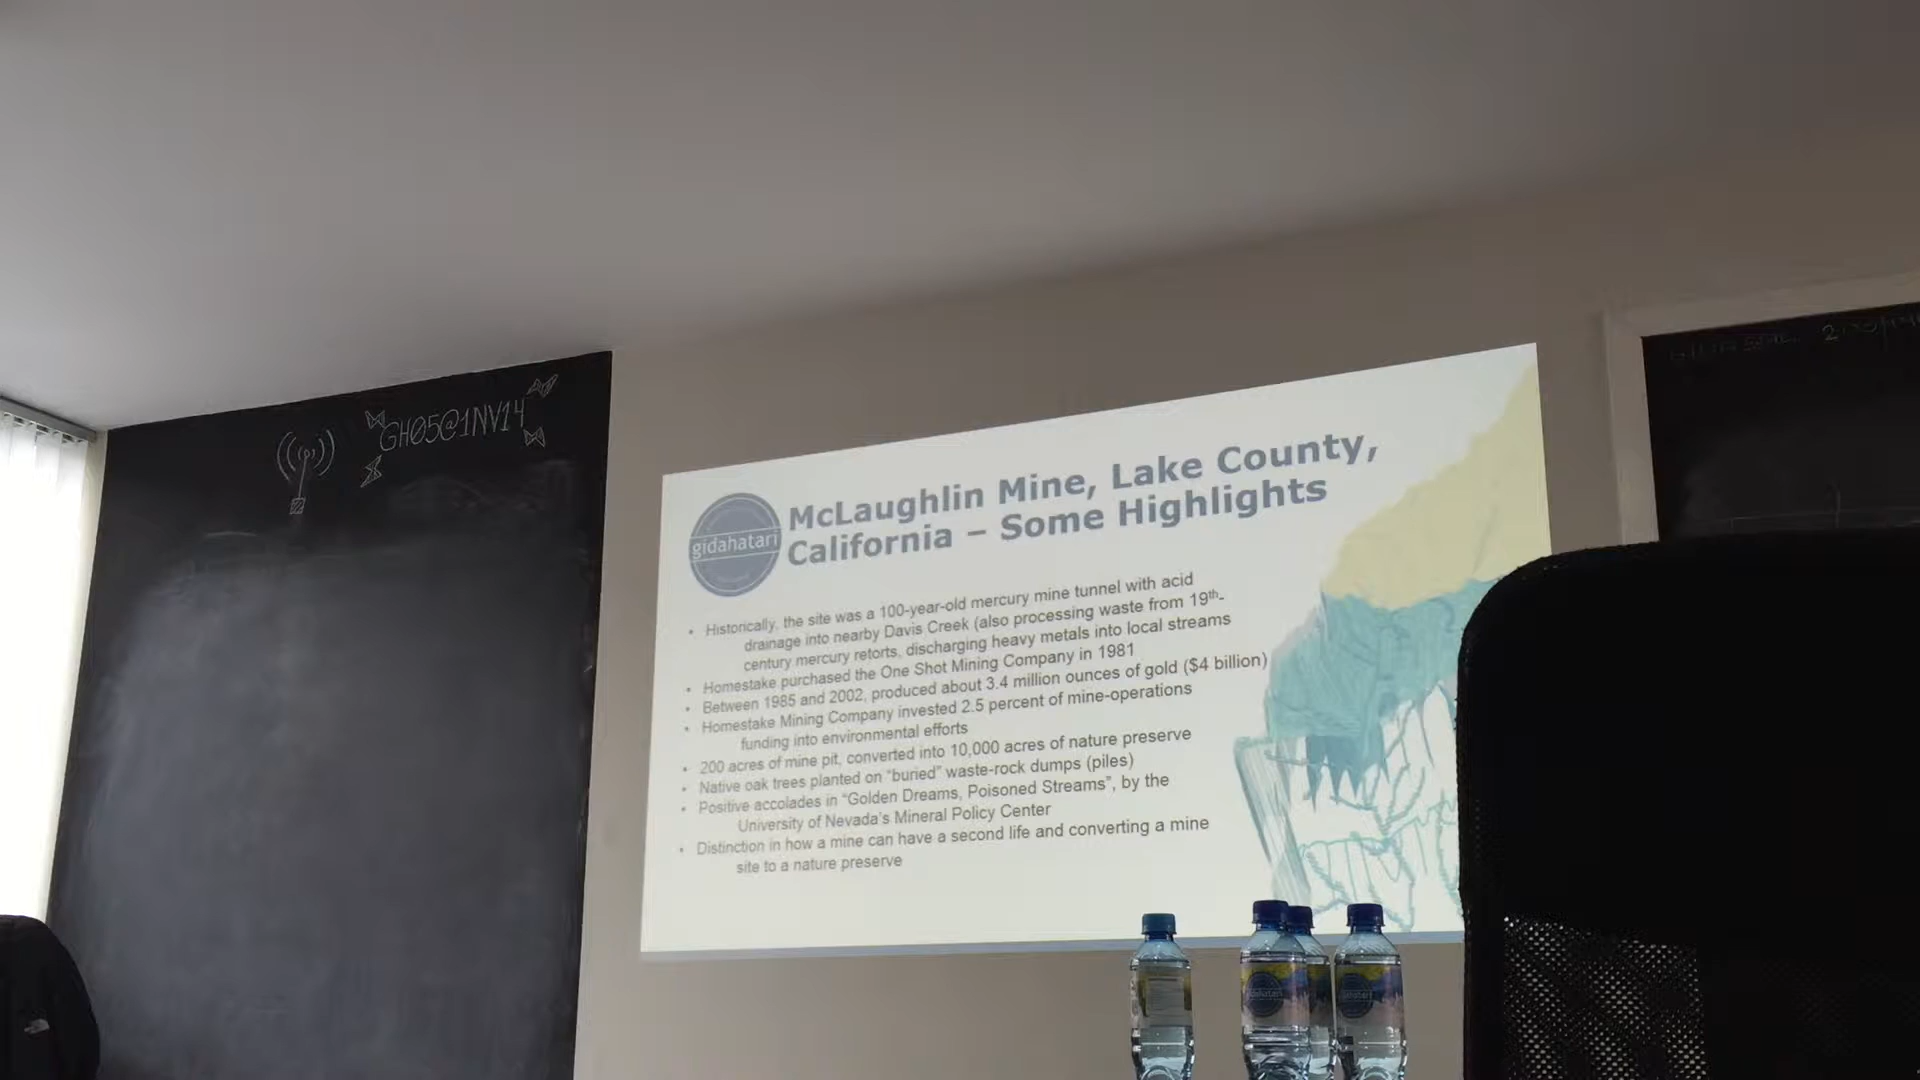 GH05@1NV14
gidahatari
McLaughlin Mine, Lake County,
California – Some Highlights
• Historically, the site was a 100-year-old mercury mine tunnel with acid
drainage into nearby Davis Creek (also processing waste from 19th-
century mercury retorts, discharging heavy metals into local streams
• Homestake purchased the One Shot Mining Company in 1981
• Between 1985 and 2002, produced about 3.4 million ounces of gold ($4 billion)
• Homestake Mining Company invested 2.5 percent of mine-operations
funding into environmental efforts
• 200 acres of mine pit, converted into 10,000 acres of nature preserve
• Native oak trees planted on “buried” waste-rock dumps (piles)
• Positive accolades in “Golden Dreams, Poisoned Streams”, by the
University of Nevada’s Mineral Policy Center
• Distinction in how a mine can have a second life and converting a mine
site to a nature preserve
gidahatari
gidahatari